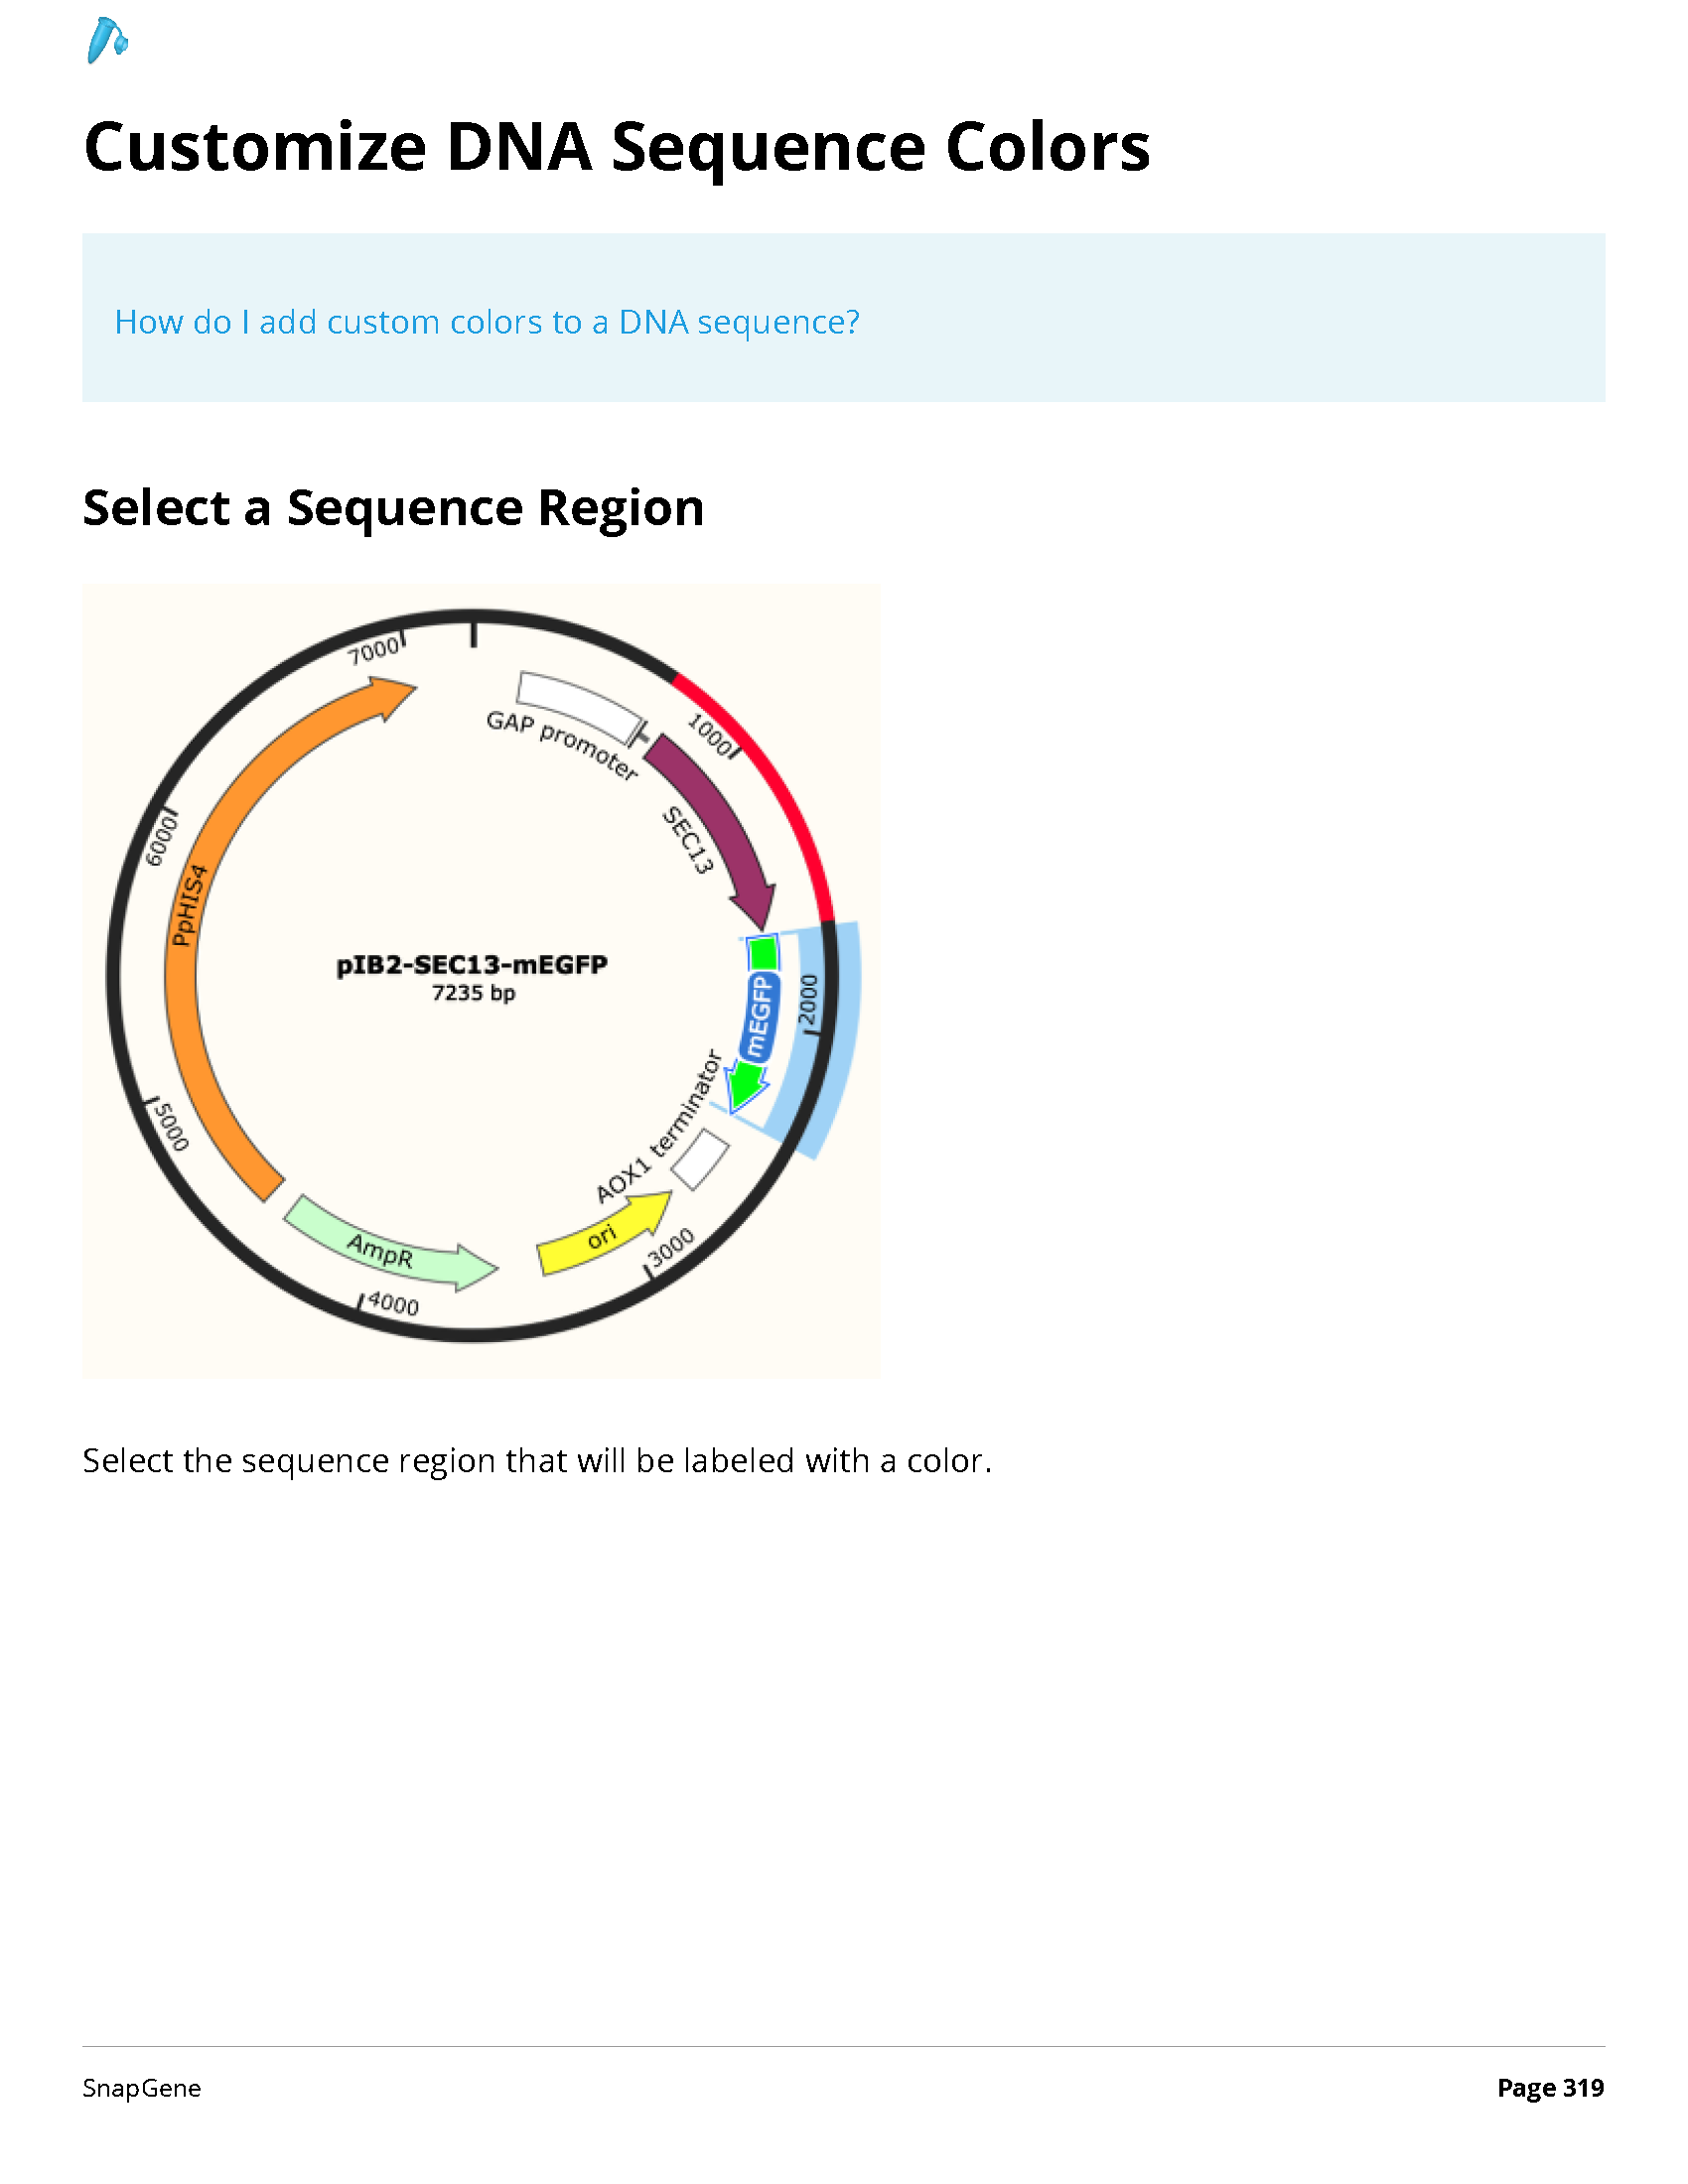 Customize DNA Sequence Colors
How do I add custom colors to a DNA sequence?
Select a Sequence Region
7000
1000
GAP promoter
SEC13
6000
PpHIS4
pIB2-SEC13-mEGFP
7235 bp
mEGFP
2000
AOX1 terminator
5000
ori
AmpR
3000
4000
Select the sequence region that will be labeled with a color.
SnapGene
Page 319